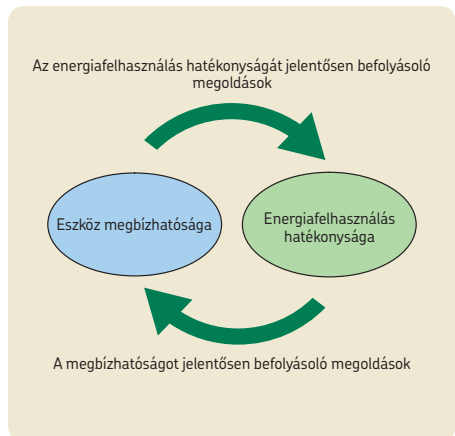 Az energiafelhasználás hatékonyságát jelentősen befolyásoló
megoldások
Eszköz megbízhatósága
Energiafelhasználás
hatékonysága
A megbízhatóságot jelentősen befolyásoló megoldások